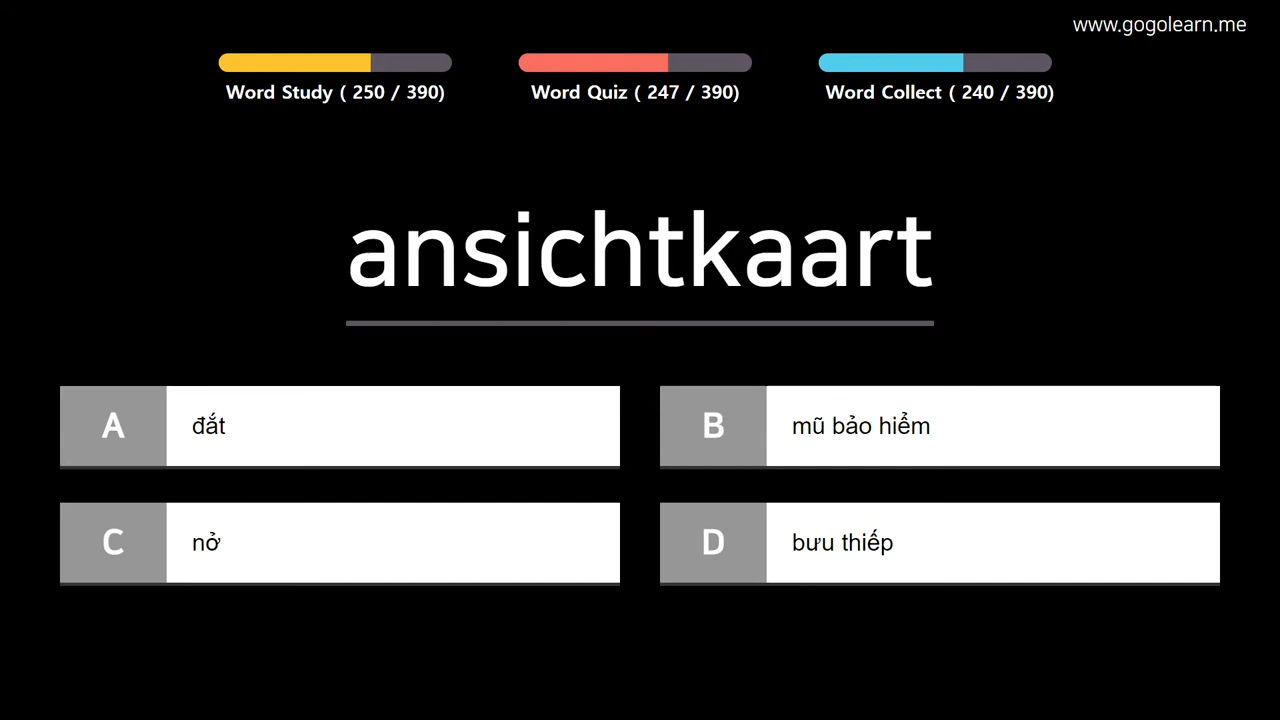 www.gogolearn.me
Word Study ( 250 / 390)
Word Quiz ( 247 / 390)
Word Collect ( 240 / 390)
ansichtkaart
A đắt
B mũ bảo hiểm
C nở
D bưu thiếp